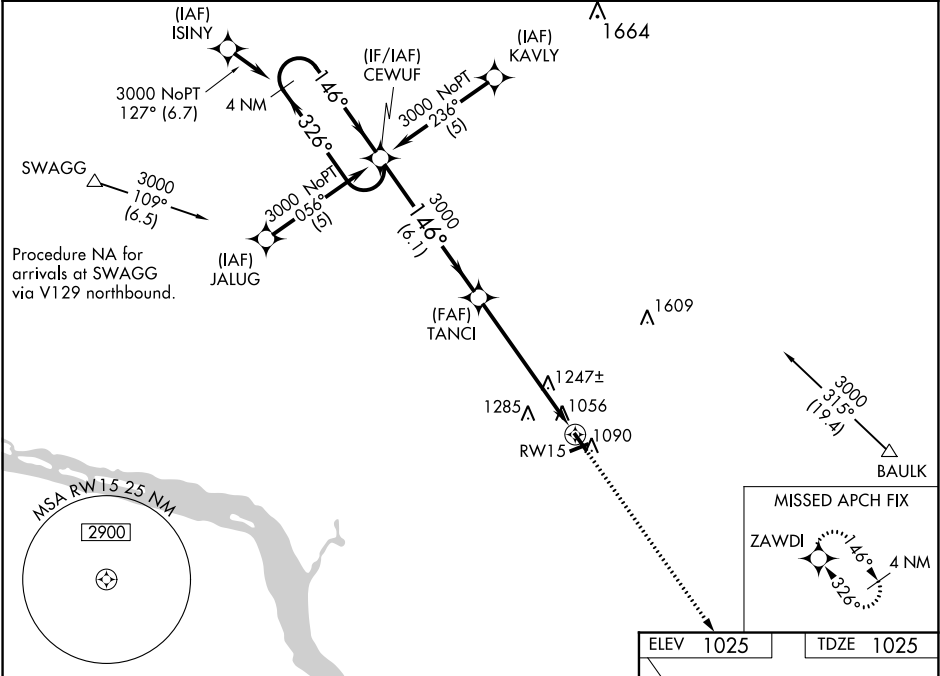 (IAF)
ISINY
3000 NoPT
127° (6.7)
4 NM
146°
326°
(IF/IAF)
CEWUF
(IAF)
KAVLY
1664
3000 NoPT
236°
(5)
SWAGG
3000
109°
(6.5)
3000 NoPT
056°
(5)
(IAF)
JALUG
Procedure NA for
arrivals at SWAGG
via V129 northbound.
3000
146°
(6.1)
(FAF)
TANCI
1609
1247±
1285
1056
RW15
1090
3000
315°
(19.4)
BAULK
MSA RW15 25 NM
2900
MISSED APCH FIX
ZAWDI
146°
326°
4 NM
ELEV 1025
TDZE 1025